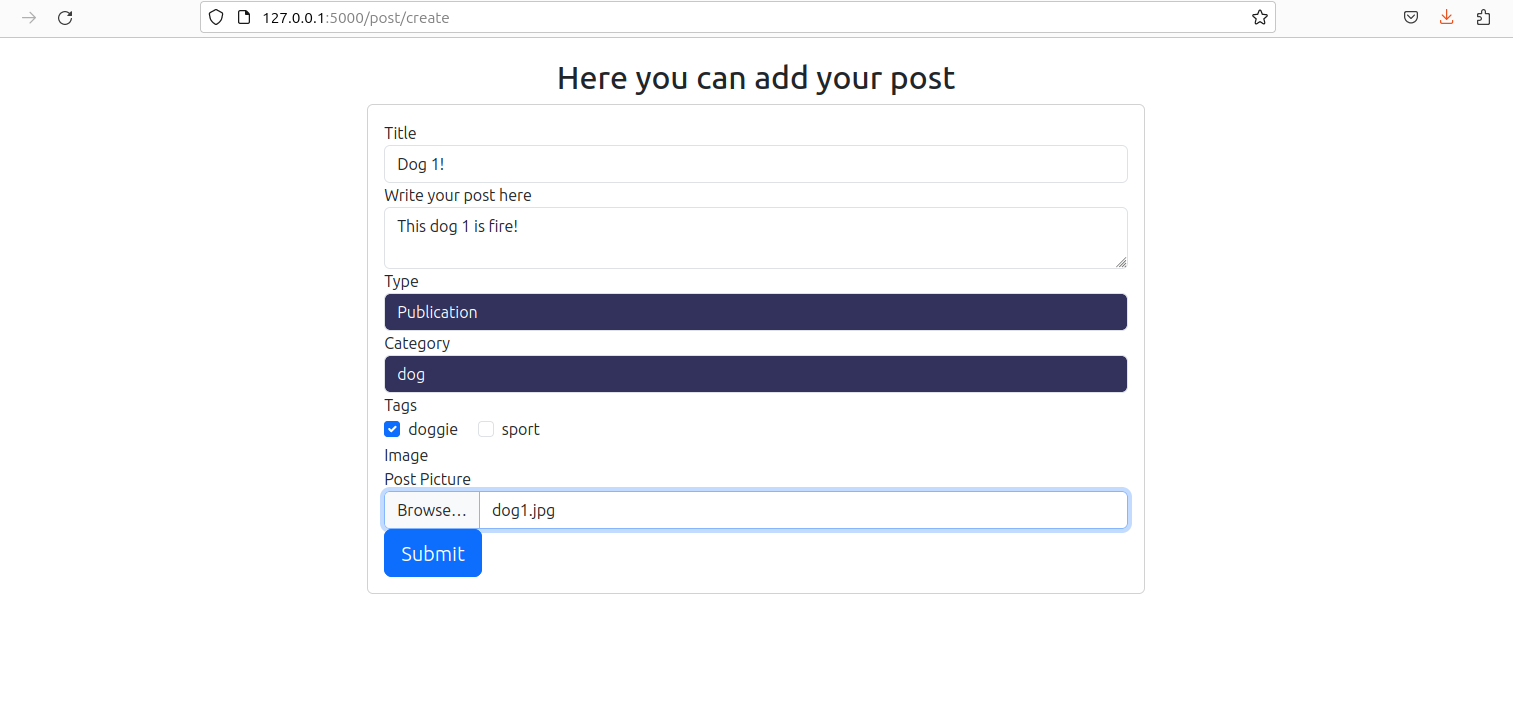 127.0.0.1:5000/post/create
Here you can add your post
Title
Dog 1!
Write your post here
This dog 1 is fire!
Type
Publication
Category
dog
Tags
doggie sport
Image
Post Picture
Browse… dog1.jpg
Submit